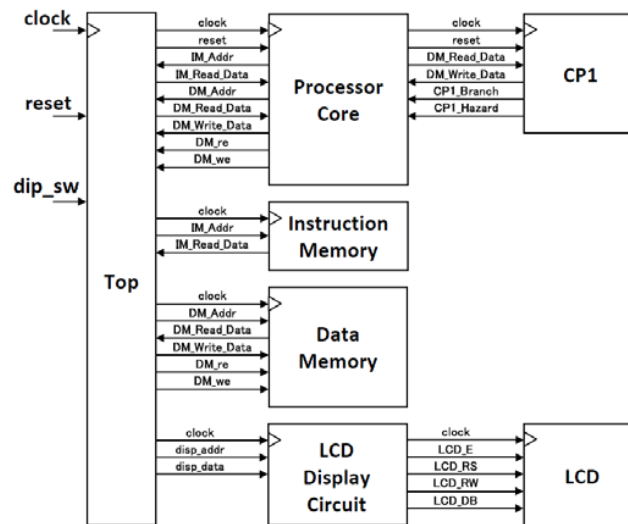 clock
reset
dip_sw
Top
clock
reset
IM_Addr
IM_Read_Data
DM_Addr
DM_Read_Data
DM_Write_Data
DM_re
DM_we
Processor
Core
clock
reset
DM_Read_Data
DM_Write_Data
CP1_Branch
CP1_Hazard
CP1
clock
IM_Addr
IM_Read_Data
Instruction
Memory
clock
DM_Addr
DM_Read_Data
DM_Write_Data
DM_re
DM_we
Data
Memory
clock
disp_addr
disp_data
LCD
Display
Circuit
clock
LCD_E
LCD_RS
LCD_RW
LCD_DB
LCD